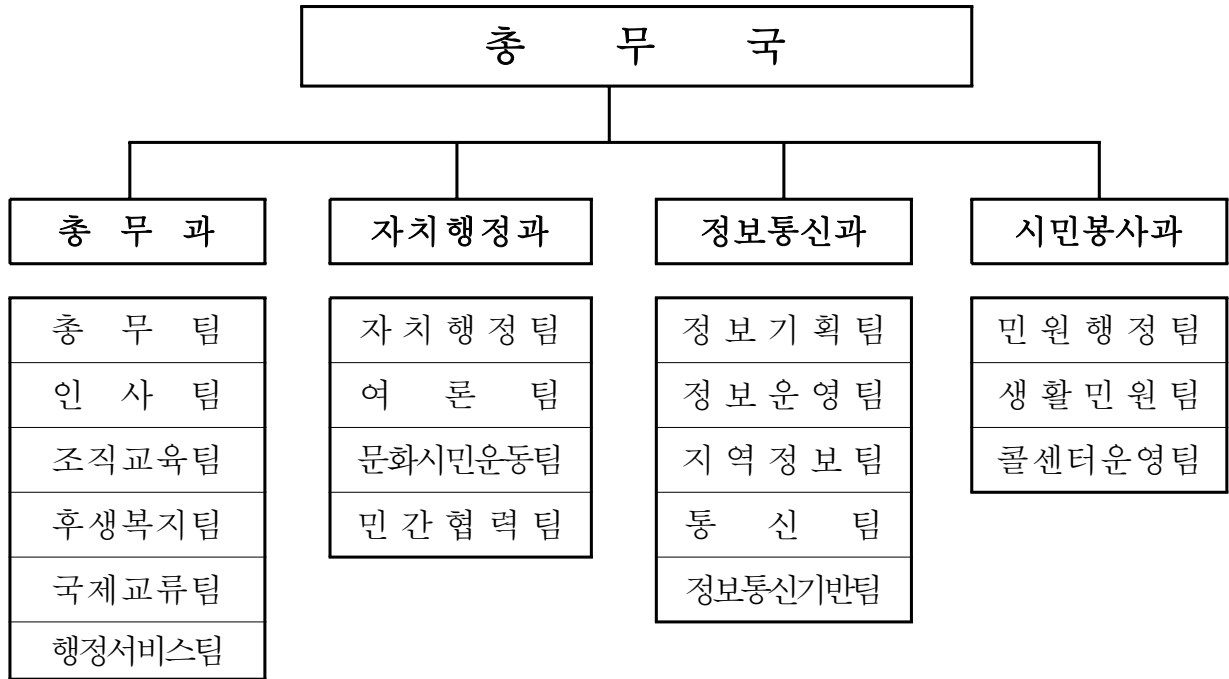 총 무 국
총 무 과
자치행정과
정보통신과
시민봉사과
총 무 팀
인 사 팀
조직교육팀
후생복지팀
국제교류팀
행정서비스팀
자치행정팀
여 론 팀
문화시민운동팀
민간협력팀
정보기획팀
정보운영팀
지역정보팀
통 신 팀
정보통신기반팀
민원행정팀
생활민원팀
콜센터운영팀